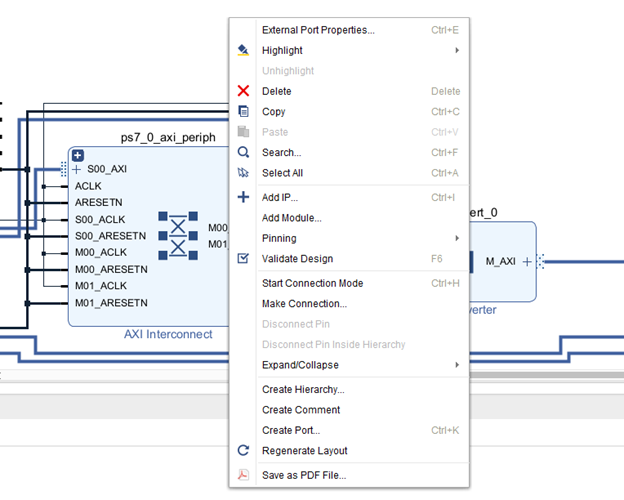 External Port Properties... Ctrl+E
Highlight
Unhighlight
Delete Delete
Copy Ctrl+C
Paste Ctrl+V
Search... Ctrl+F
Select All Ctrl+A
Add IP... Ctrl+I
Add Module...
Pinning
Validate Design F6
Start Connection Mode Ctrl+H
Make Connection...
Disconnect Pin
Disconnect Pin Inside Hierarchy
Expand/Collapse
Create Hierarchy...
Create Comment
Create Port... Ctrl+K
Regenerate Layout
Save as PDF File...
ps7_0_axi_periph
S00_AXI
ACLK
ARESETN
S00_ACLK
S00_ARESETN
M00_ACLK
M00_ARESETN
M01_ACLK
M01_ARESETN
M00
M01
AXI Interconnect
ert_0
M_AXI
verter